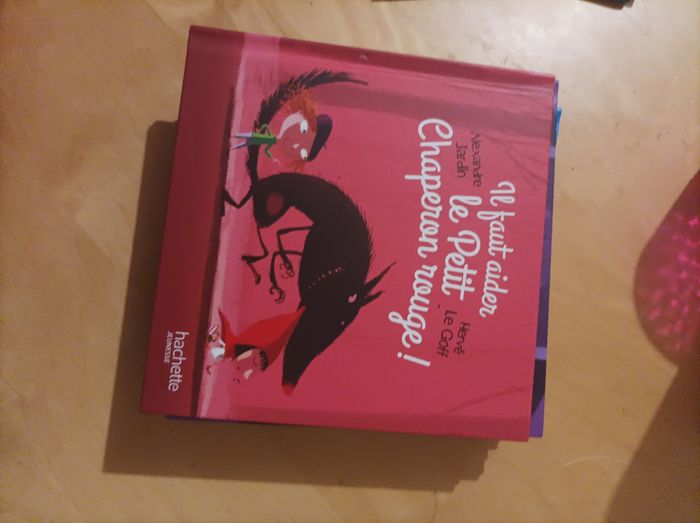 Alexandre
Jardin
Hervé
Le Goff
Il faut aider
le Petit
Chaperon rouge !
hachette
JEUNESSE